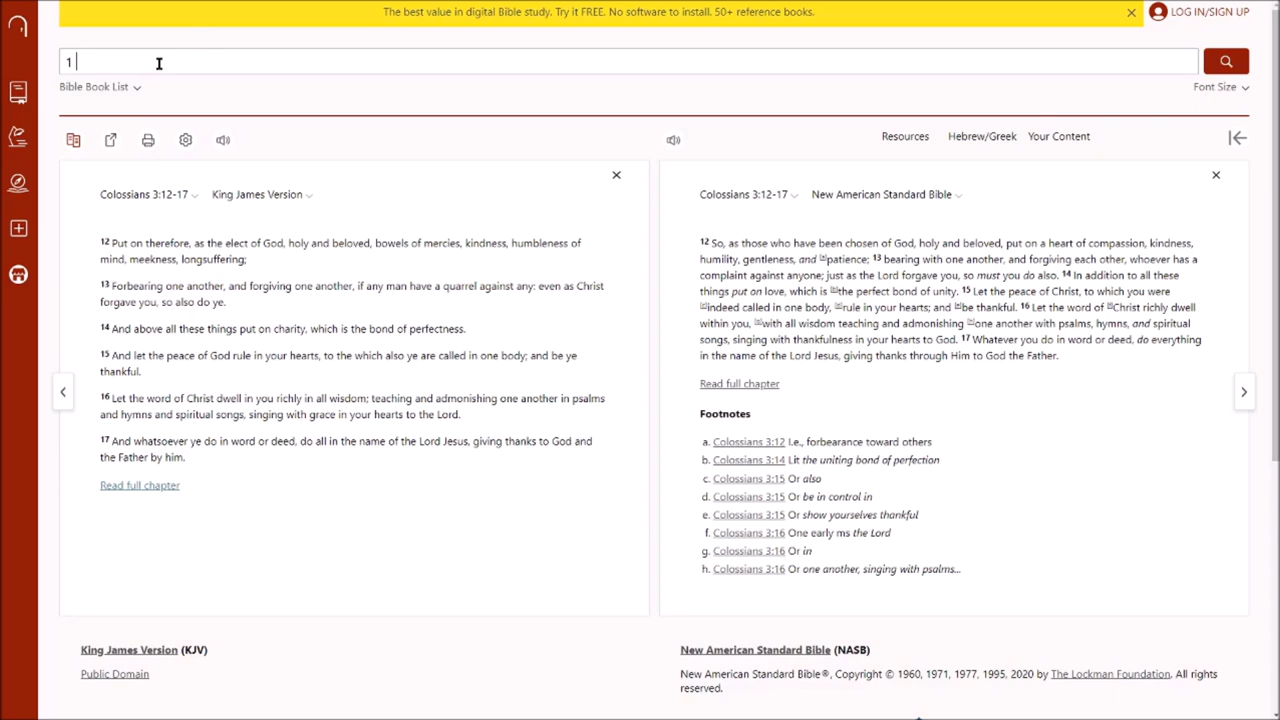 The best value in digital Bible study. Try it FREE. No software to install. 50+ reference books.
LOG IN/SIGN UP
1
Bible Book List
Font Size
Resources Hebrew/Greek Your Content
Colossians 3:12-17 King James Version
12 Put on therefore, as the elect of God, holy and beloved, bowels of mercies, kindness, humbleness of
mind, meekness, longsuffering;
13 Forbearing one another, and forgiving one another, if any man have a quarrel against any: even as Christ
forgave you, so also do ye.
14 And above all these things put on charity, which is the bond of perfectness.
15 And let the peace of God rule in your hearts, to the which also ye are called in one body; and be ye
thankful.
16 Let the word of Christ dwell in you richly in all wisdom; teaching and admonishing one another in psalms
and hymns and spiritual songs, singing with grace in your hearts to the Lord.
17 And whatsoever ye do in word or deed, do all in the name of the Lord Jesus, giving thanks to God and
the Father by him.
Read full chapter
Colossians 3:12-17 New American Standard Bible
12 So, as those who have been chosen of God, holy and beloved, put on a heart of compassion, kindness,
humility, gentleness, and [a]patience; 13 bearing with one another, and forgiving each other, whoever has a
complaint against anyone; just as the Lord forgave you, so must you do also. 14 In addition to all these
things put on love, which is [b]the perfect bond of unity. 15 Let the peace of Christ, to which you were
[c]indeed called in one body, [d]rule in your hearts; and [e]be thankful. 16 Let the word of [f]Christ richly dwell
within you, [g]with all wisdom teaching and admonishing [h]one another with psalms, hymns, and spiritual
songs, singing with thankfulness in your hearts to God. 17 Whatever you do in word or deed, do everything
in the name of the Lord Jesus, giving thanks through Him to God the Father.
Read full chapter
Footnotes
a. Colossians 3:12 I.e., forbearance toward others
b. Colossians 3:14 Lit the uniting bond of perfection
c. Colossians 3:15 Or also
d. Colossians 3:15 Or be in control in
e. Colossians 3:15 Or show yourselves thankful
f. Colossians 3:16 One early ms the Lord
g. Colossians 3:16 Or in
h. Colossians 3:16 Or one another, singing with psalms...
King James Version (KJV)
Public Domain
New American Standard Bible (NASB)
New American Standard Bible®, Copyright © 1960, 1971, 1977, 1995, 2020 by The Lockman Foundation. All rights
reserved.